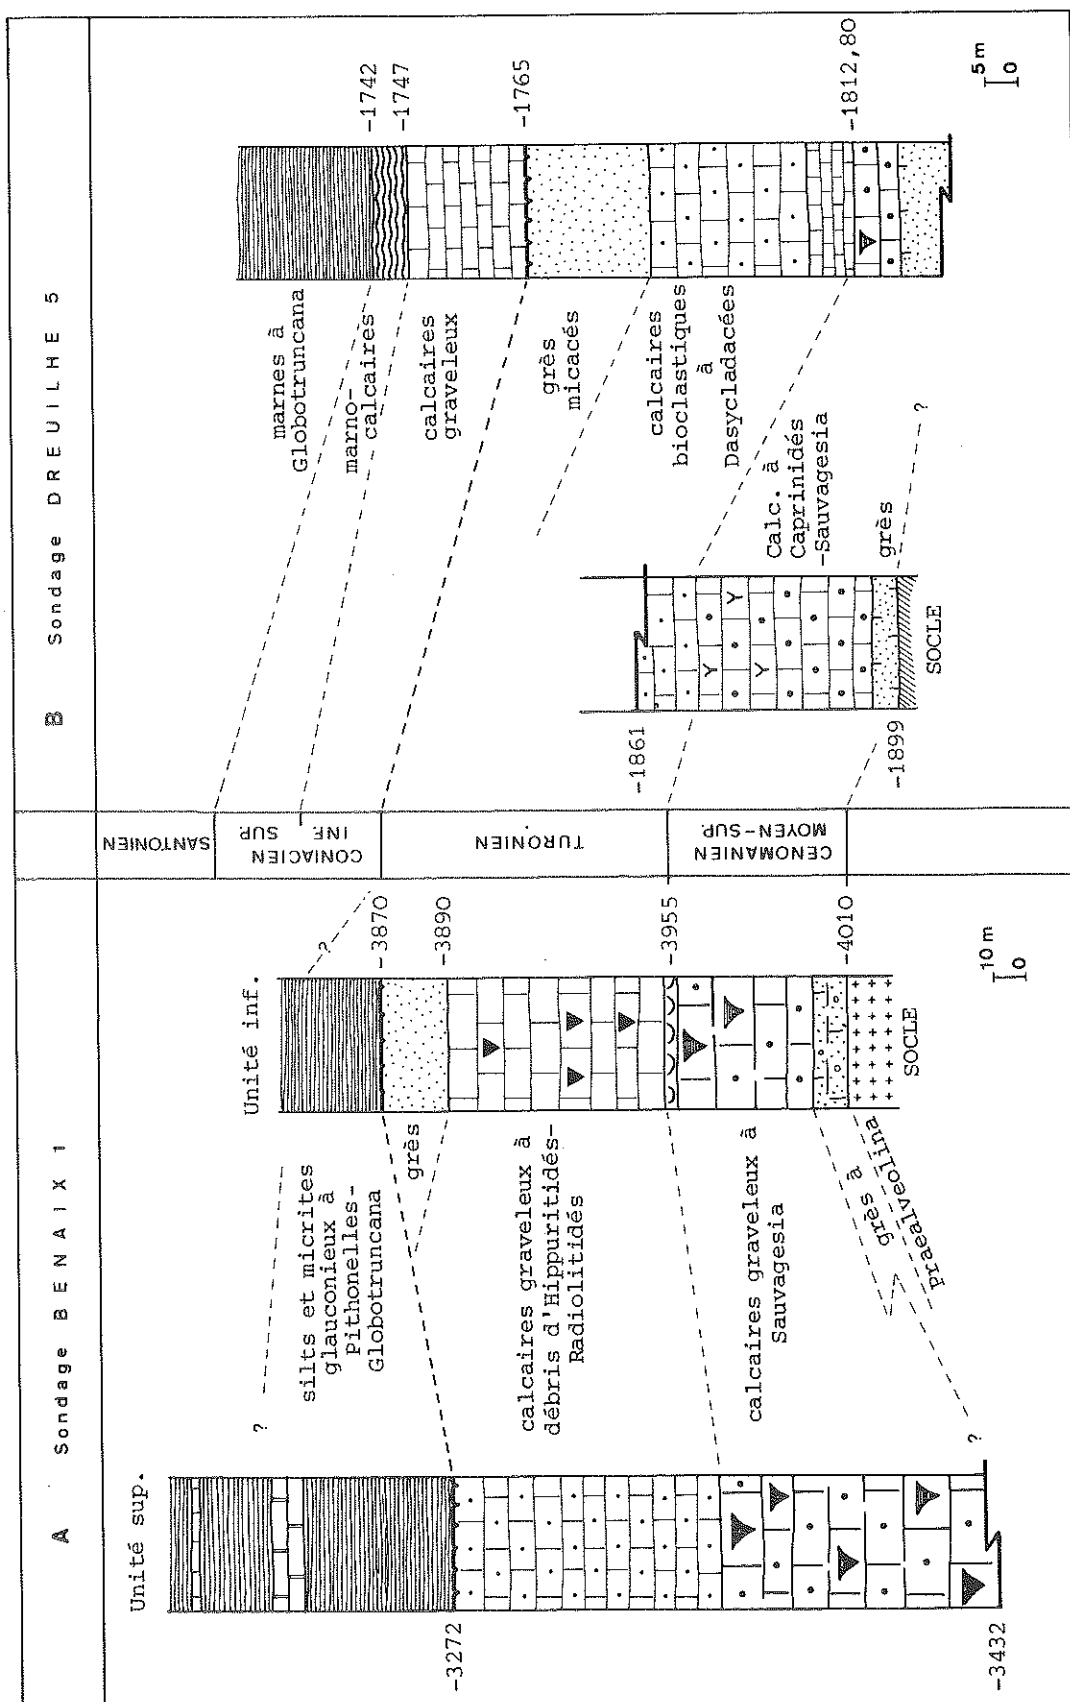 A Sondage BENAIX 1
Unité sup.
-3272
-3432
?
silts et micrites
glauconieux à
Pithonelles-
Globotruncana
grès
calcaires graveleux à
débris d'Hippuritidés-
Radiolitidés
calcaires graveleux à
Sauvagesia
grès à
Praealveolina
?
Unité inf.
?
-3870
-3890
-3955
-4010
SOCLE
10 m
0
SANTONIEN
CONIACIEN
INF. SUP.
TURONIEN
CENOMANIEN
MOYEN-SUP.
B Sondage DREUILHE 5
-1861
-1899
SOCLE
marnes à
Globotruncana
marno-
calcaires
calcaires
graveleux
grès
micacés
calcaires
bioclastiques
à
Dasycladacées
Calc. à
Caprinidés
-Sauvagesia
grès
?
-1742
-1747
-1765
-1812,80
5 m
0